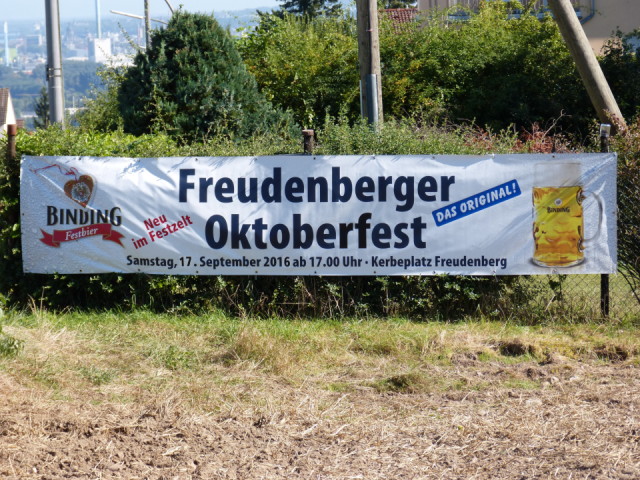 BINDING
Festbier
Neu
im Festzelt
Freudenberger
Oktoberfest
DAS ORIGINAL!
BINDING
Samstag, 17. September 2016 ab 17.00 Uhr · Kerbeplatz Freudenberg